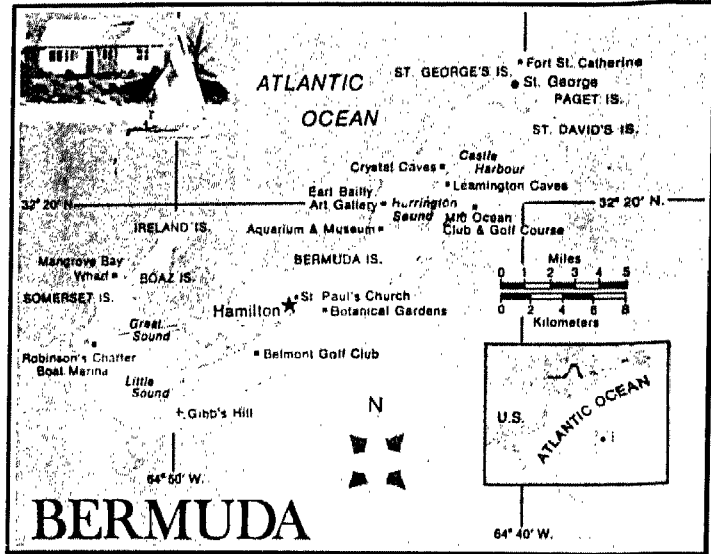 ATLANTIC
OCEAN
ST. GEORGE'S IS.
Fort St. Catherine
St. George
PAGET IS.
ST. DAVID'S IS.
Crystal Caves
Castle
Harbour
Leamington Caves
Earl Bailly
Art Gallery
Harrington
Sound
32° 20' N.
32° 20' N.
Mid Ocean
Club & Golf Course
IRELAND IS.
Aquarium & Museum
Mangrove Bay
Wharf
BOAZ IS.
BERMUDA IS.
Miles
0 1 2 3 4 5
0 2 4 6 8
Kilometers
SOMERSET IS.
Hamilton
St Paul's Church
Botanical Gardens
Great
Sound
Robinson's Charter
Boat Marina
Belmont Golf Club
Little
Sound
Gibb's Hill
N
U.S.
ATLANTIC OCEAN
64° 50' W.
64° 40' W.
BERMUDA